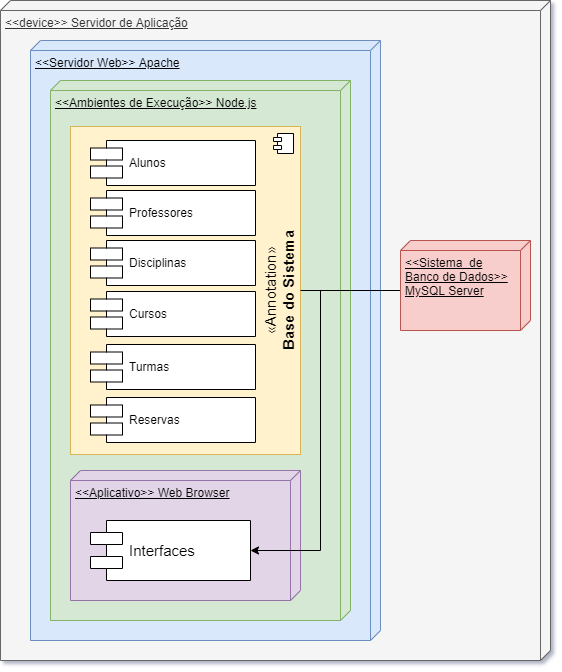 <<device>> Servidor de Aplicação
<<Servidor Web>> Apache
<<Ambientes de Execução>> Node.js
Alunos
Professores
Disciplinas
Cursos
Turmas
Reservas
«Annotation»
Base do Sistema
<<Sistema de
Banco de Dados>>
MySQL Server
<<Aplicativo>> Web Browser
Interfaces